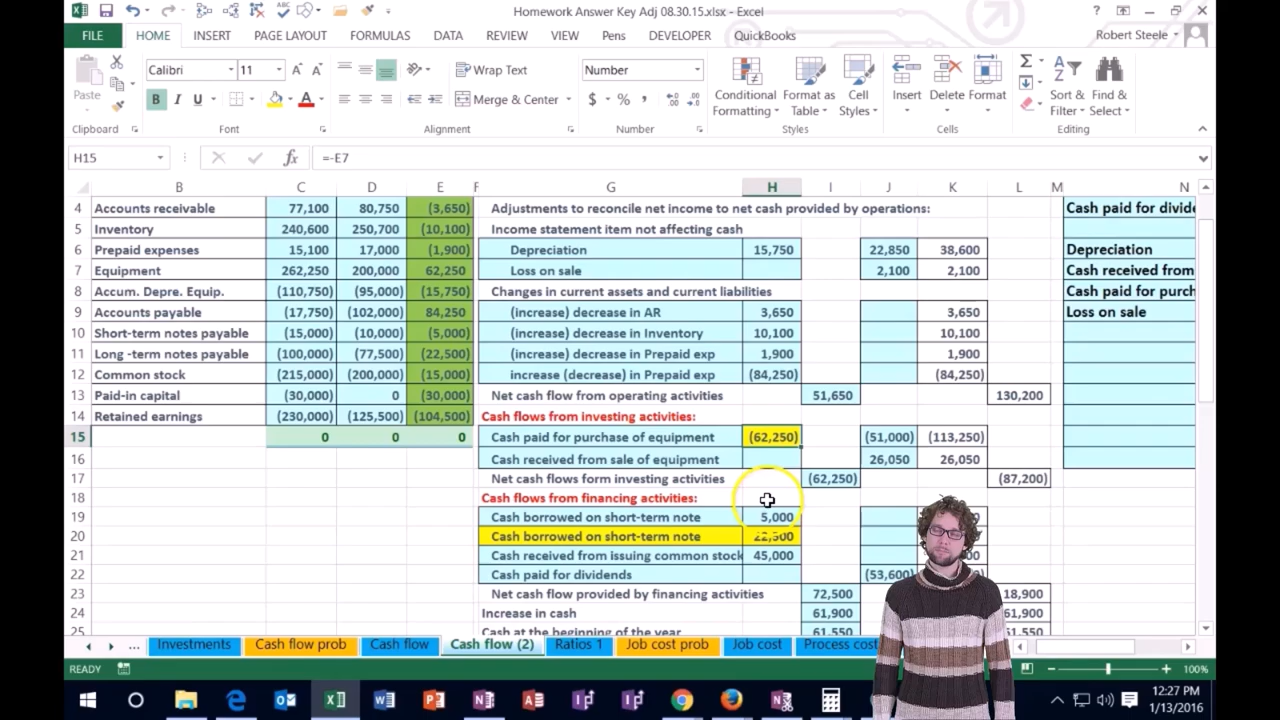 Homework Answer Key Adj 08.30.15.xlsx - Excel
FILE HOME INSERT PAGE LAYOUT FORMULAS DATA REVIEW VIEW Pens DEVELOPER QuickBooks Robert Steele
Paste Calibri 11 Wrap Text Number Conditional Formatting Format as Table Cell Styles Insert Delete Format Sort & Filter Find & Select
B I U A Merge & Center $ % ,
Clipboard Font Alignment Number Styles Cells Editing
H15 fx =-E7
B C D E F G H I J K L M N
4 Accounts receivable 77,100 80,750 (3,650) Adjustments to reconcile net income to net cash provided by operations: Cash paid for divide
5 Inventory 240,600 250,700 (10,100) Income statement item not affecting cash
6 Prepaid expenses 15,100 17,000 (1,900) Depreciation 15,750 22,850 38,600 Depreciation
7 Equipment 262,250 200,000 62,250 Loss on sale 2,100 2,100 Cash received from
8 Accum. Depre. Equip. (110,750) (95,000) (15,750) Changes in current assets and current liabilities Cash paid for purch
9 Accounts payable (17,750) (102,000) 84,250 (increase) decrease in AR 3,650 3,650 Loss on sale
10 Short-term notes payable (15,000) (10,000) (5,000) (increase) decrease in Inventory 10,100 10,100
11 Long -term notes payable (100,000) (77,500) (22,500) (increase) decrease in Prepaid exp 1,900 1,900
12 Common stock (215,000) (200,000) (15,000) increase (decrease) in Prepaid exp (84,250) (84,250)
13 Paid-in capital (30,000) 0 (30,000) Net cash flow from operating activities 51,650 130,200
14 Retained earnings (230,000) (125,500) (104,500) Cash flows from investing activities:
15 0 0 0 Cash paid for purchase of equipment (62,250) (51,000) (113,250)
16 Cash received from sale of equipment 26,050 26,050
17 Net cash flows form investing activities (62,250) (87,200)
18 Cash flows from financing activities:
19 Cash borrowed on short-term note 5,000
20 Cash borrowed on short-term note 22,500
21 Cash received from issuing common stock 45,000
22 Cash paid for dividends (53,600)
23 Net cash flow provided by financing activities 72,500 18,900
24 Increase in cash 61,900 61,900
25 Cash at the beginning of the year 61,550
... Investments Cash flow prob Cash flow Cash flow (2) Ratios 1 Job cost prob Job cost Process cost
READY 100%
12:27 PM
1/13/2016